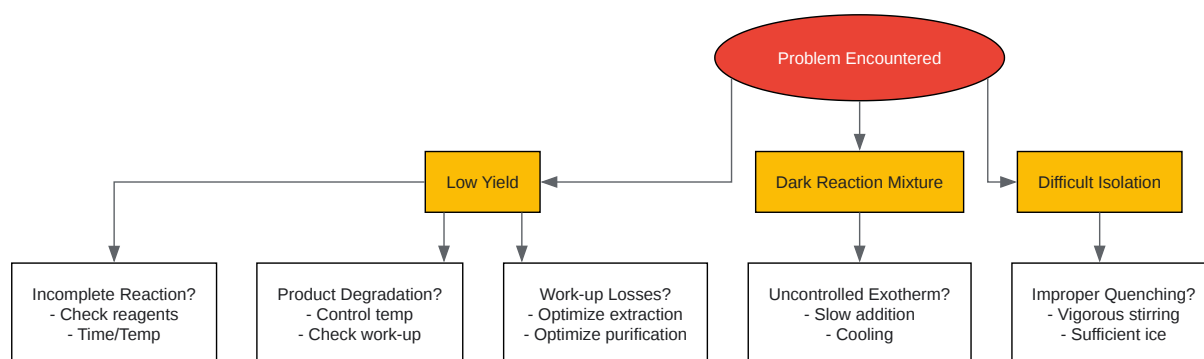 Problem Encountered
Low Yield
Dark Reaction Mixture
Difficult Isolation
Incomplete Reaction?
- Check reagents
- Time/Temp
Product Degradation?
- Control temp
- Check work-up
Work-up Losses?
- Optimize extraction
- Optimize purification
Uncontrolled Exotherm?
- Slow addition
- Cooling
Improper Quenching?
- Vigorous stirring
- Sufficient ice